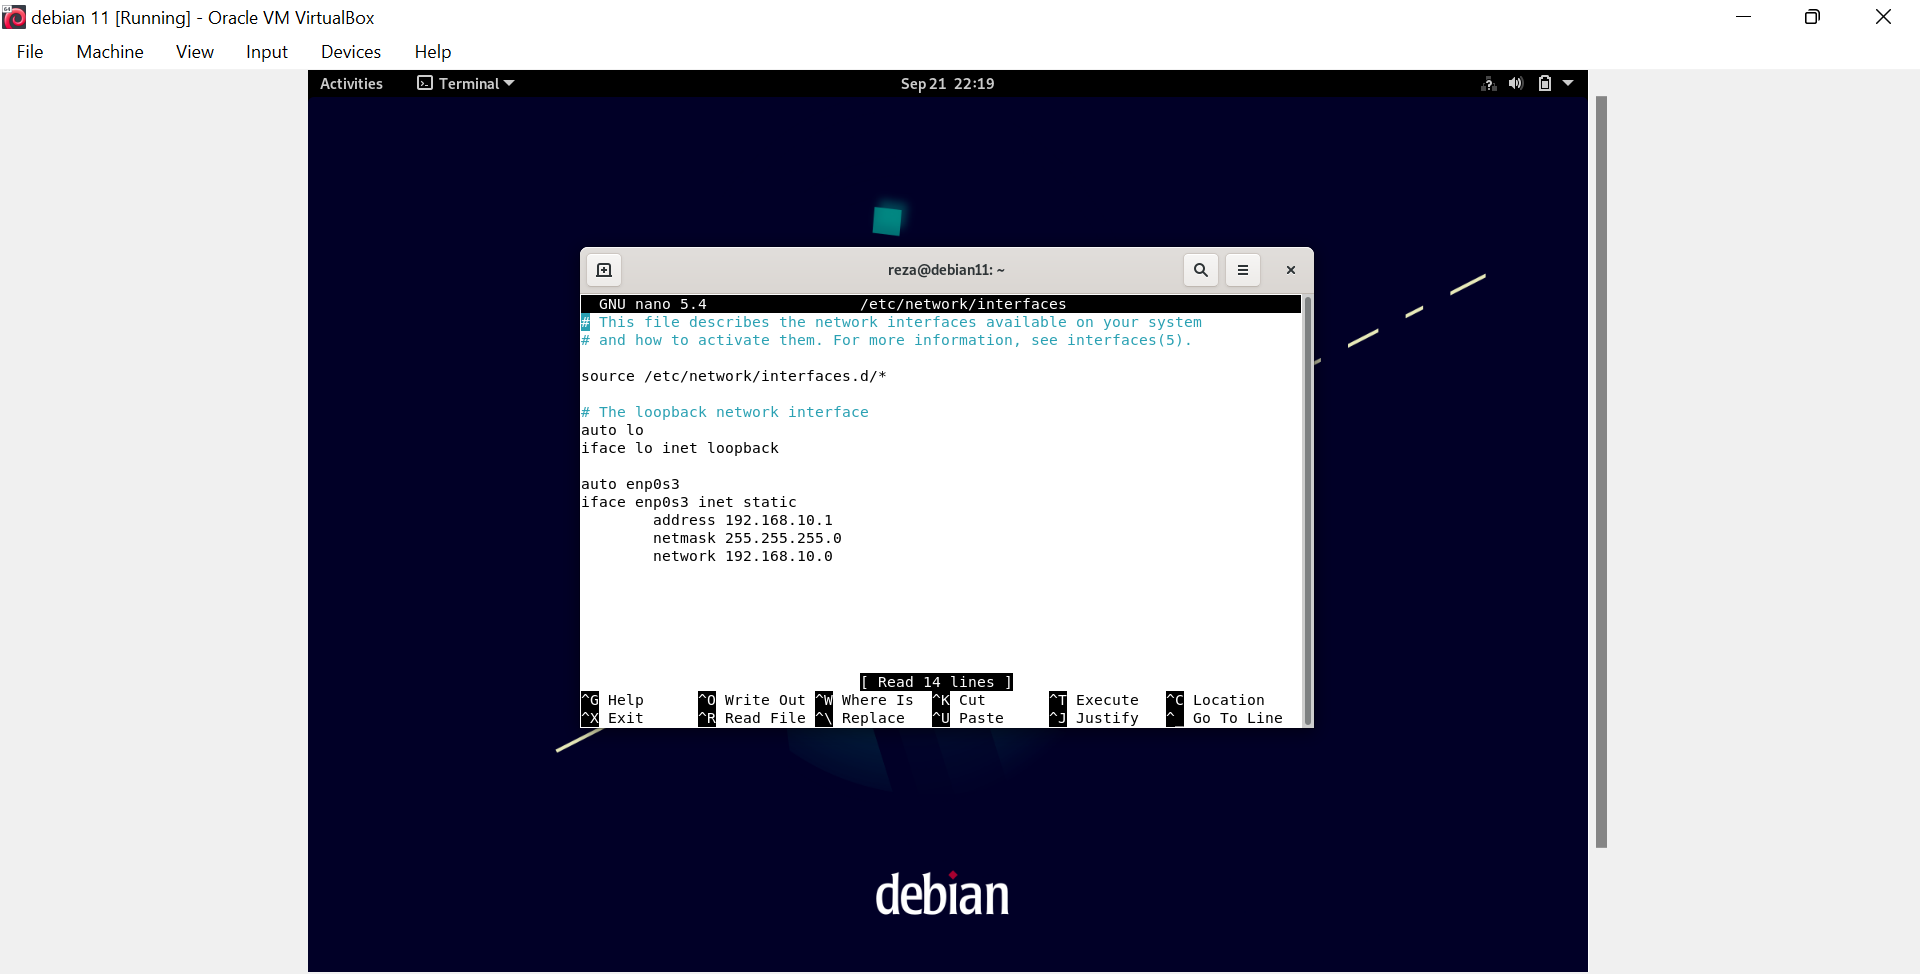 debian 11 [Running] - Oracle VM VirtualBox
File Machine View Input Devices Help
Activities Terminal Sep 21 22:19
reza@debian11: ~
GNU nano 5.4 /etc/network/interfaces
# This file describes the network interfaces available on your system
# and how to activate them. For more information, see interfaces(5).
source /etc/network/interfaces.d/*
# The loopback network interface
auto lo
iface lo inet loopback
auto enp0s3
iface enp0s3 inet static
address 192.168.10.1
netmask 255.255.255.0
network 192.168.10.0
[ Read 14 lines ]
^G Help ^O Write Out ^W Where Is ^K Cut ^T Execute ^C Location
^X Exit ^R Read File ^\ Replace ^U Paste ^J Justify ^_ Go To Line
debian